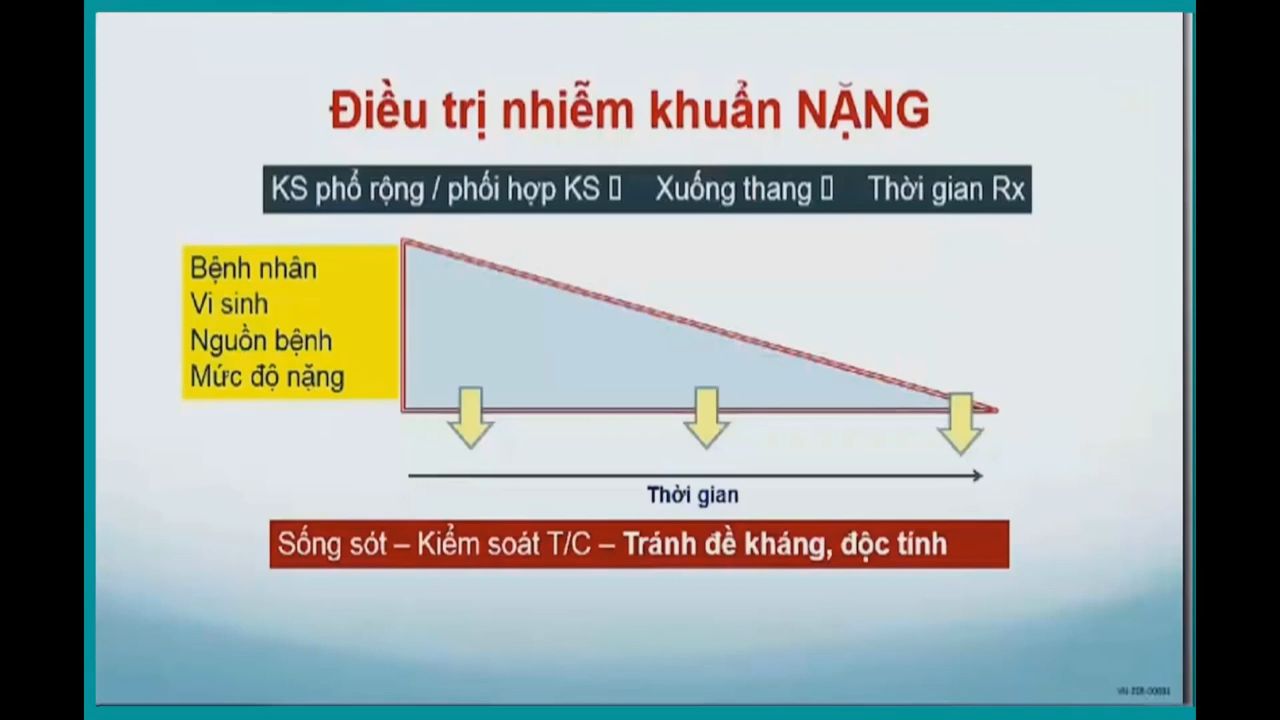 Điều trị nhiễm khuẩn NẶNG
KS phổ rộng / phối hợp KS Xuống thang Thời gian Rx
Bệnh nhân
Vi sinh
Nguồn bệnh
Mức độ nặng
Thời gian
Sống sót – Kiểm soát T/C – Tránh đề kháng, độc tính